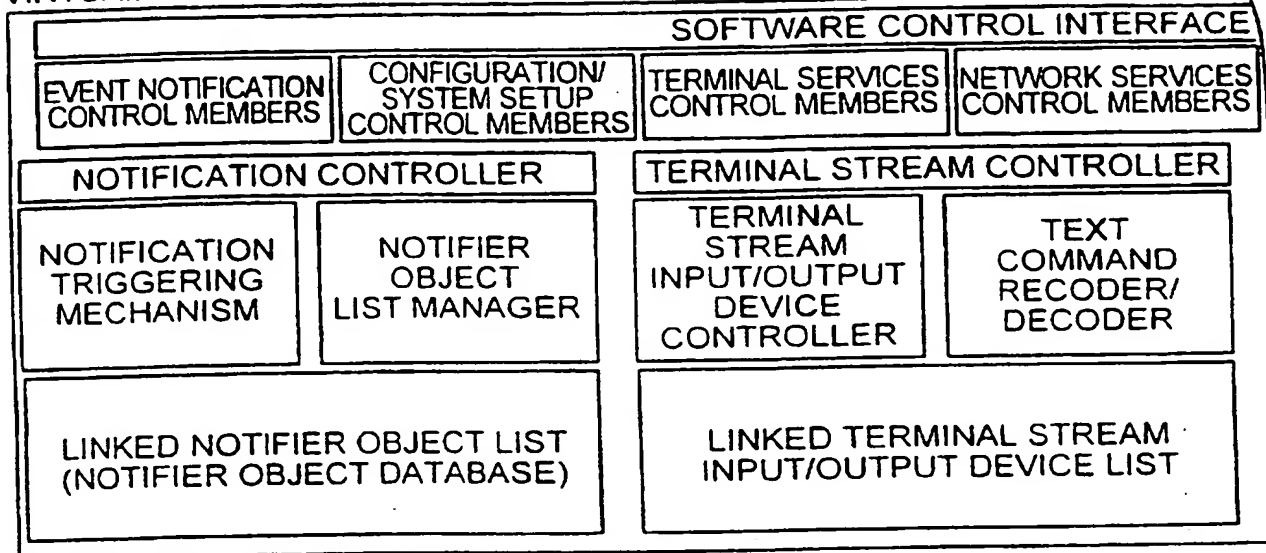 SOFTWARE CONTROL INTERFACE
EVENT NOTIFICATION
CONTROL MEMBERS
CONFIGURATION/
SYSTEM SETUP
CONTROL MEMBERS
TERMINAL SERVICES
CONTROL MEMBERS
NETWORK SERVICES
CONTROL MEMBERS
NOTIFICATION CONTROLLER
TERMINAL STREAM CONTROLLER
NOTIFICATION
TRIGGERING
MECHANISM
NOTIFIER
OBJECT
LIST MANAGER
TERMINAL
STREAM
INPUT/OUTPUT
DEVICE
CONTROLLER
TEXT
COMMAND
RECODER/
DECODER
LINKED NOTIFIER OBJECT LIST
(NOTIFIER OBJECT DATABASE)
LINKED TERMINAL STREAM
INPUT/OUTPUT DEVICE LIST